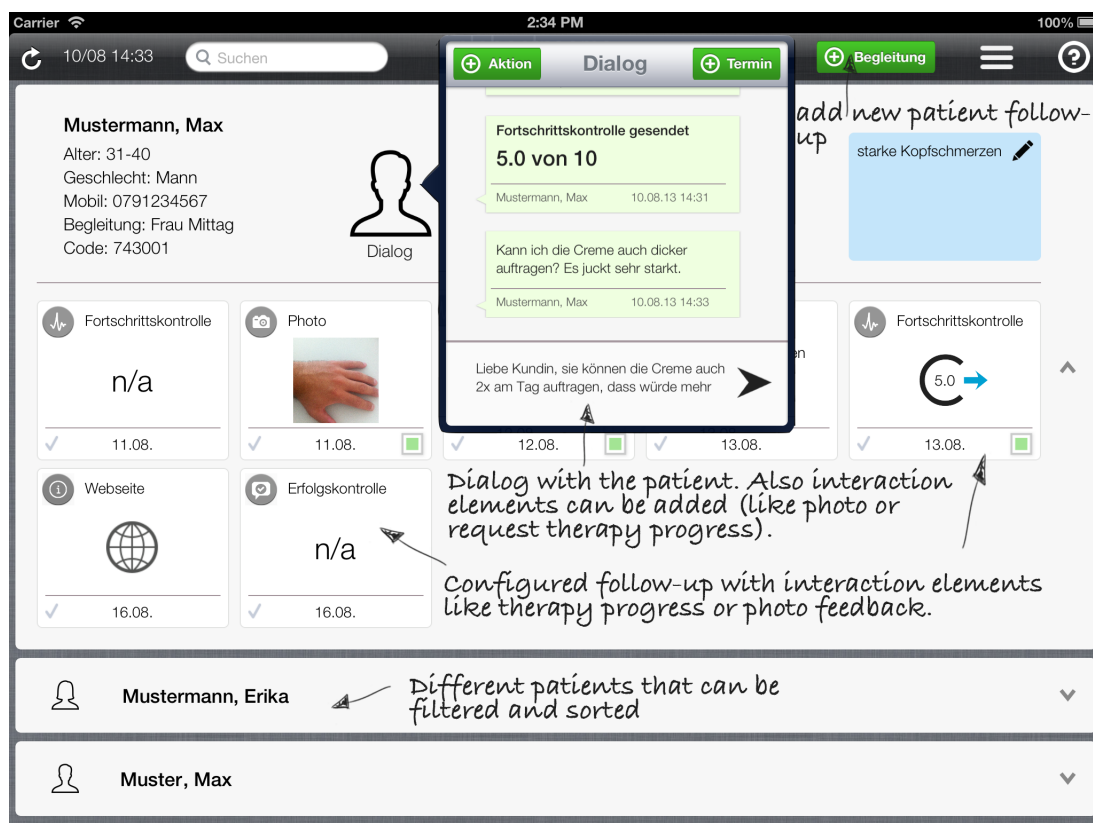 Carrier
2:34 PM
100%
10/08 14:33
Suchen
Aktion
Dialog
Termin
Begleitung
add new patient follow-
up
Mustermann, Max
Alter: 31-40
Geschlecht: Mann
Mobil: 0791234567
Begleitung: Frau Mittag
Code: 743001
Dialog
Fortschrittskontrolle gesendet
5.0 von 10
Mustermann, Max 10.08.13 14:31
Kann ich die Creme auch dicker
auftragen? Es juckt sehr starkt.
Mustermann, Max 10.08.13 14:33
Liebe Kundin, sie können die Creme auch
2x am Tag auftragen, dass würde mehr
starke Kopfschmerzen
Fortschrittskontrolle
n/a
11.08.
Photo
11.08.
12.08.
en
13.08.
Fortschrittskontrolle
5.0
13.08.
Dialog with the patient. Also interaction
elements can be added (like photo or
request therapy progress).
Webseite
16.08.
Erfolgskontrolle
n/a
16.08.
Configured follow-up with interaction elements
like therapy progress or photo feedback.
Mustermann, Erika
Different patients that can be
filtered and sorted
Muster, Max